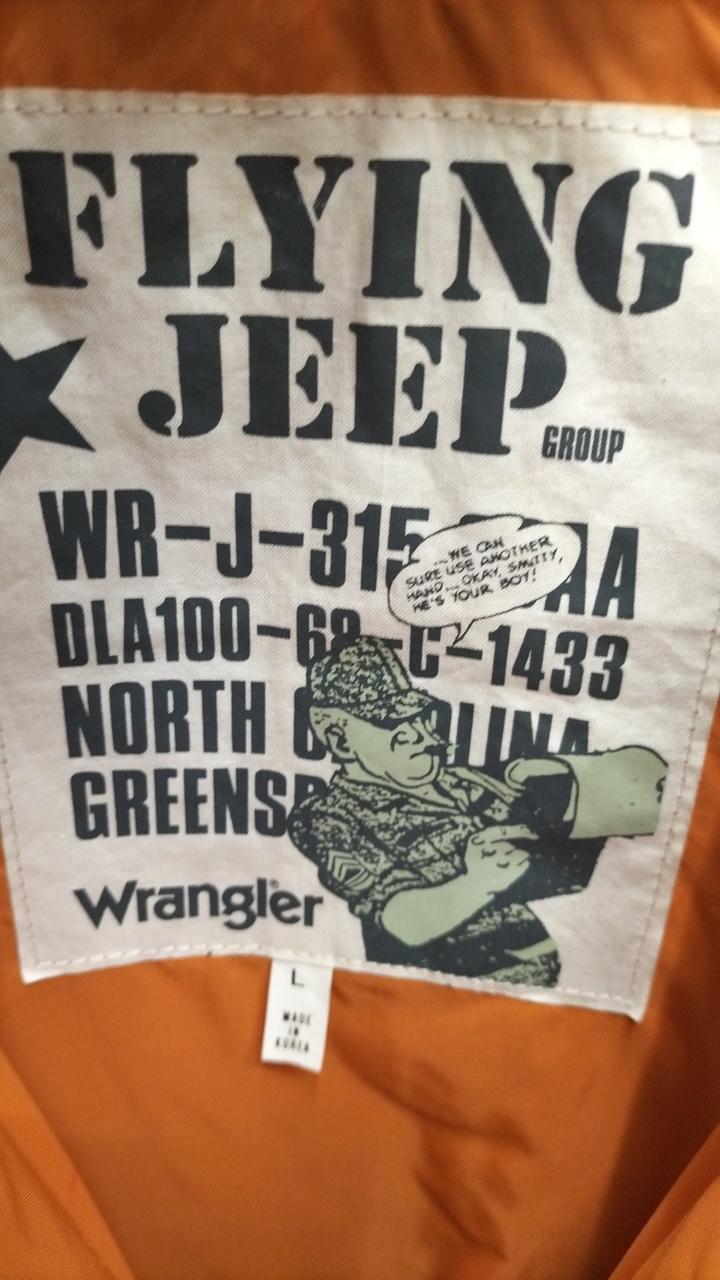 FLYING
JEEP
GROUP
WR-J-315 AA
...WE CAN
SURE USE ANOTHER
HAND... OKAY, SMITTY,
HE'S YOUR BOY!
DLA100-68-C-1433
NORTH
GREENS
Wrangler
L
MADE
IN
KOREA